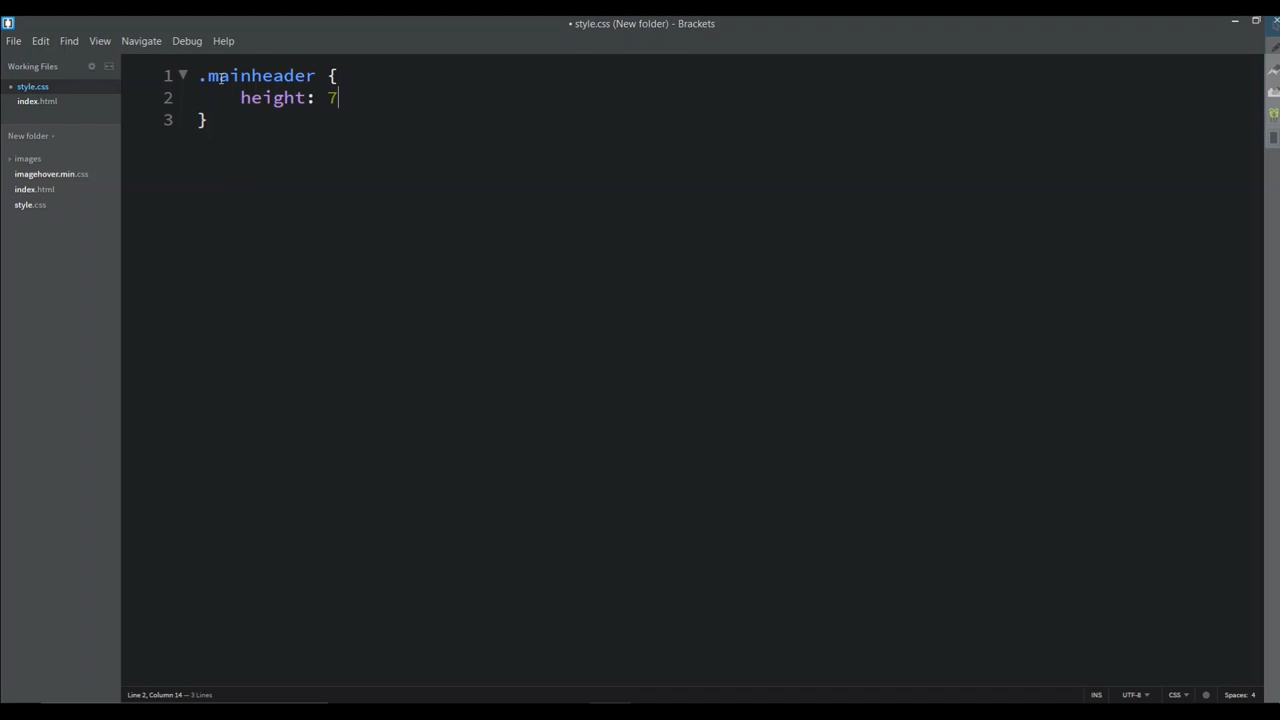 • style.css (New folder) - Brackets
File Edit Find View Navigate Debug Help
Working Files
• style.css
index.html
New folder
images
imagehover.min.css
index.html
style.css
1 .mainheader {
2 height: 7
3 }
Line 2, Column 14 — 3 Lines
INS UTF-8 CSS Spaces: 4